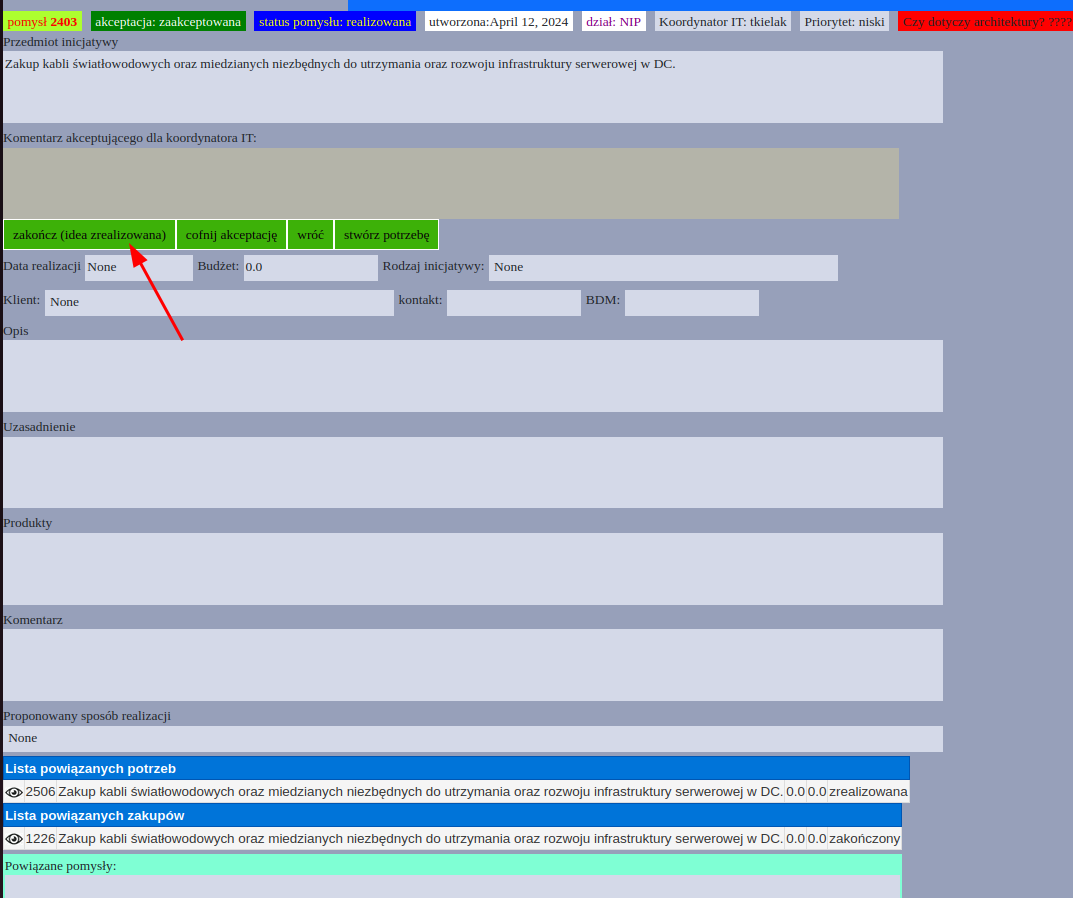 pomysł 2403 akceptacja: zaakceptowana status pomysłu: realizowana utworzona:April 12, 2024 dział: NIP Koordynator IT: kielak Priorytet: niski Czy dotyczy architektury? ????
Przedmiot inicjatywy
Zakup kabli światłowodowych oraz miedzianych niezbędnych do utrzymania oraz rozwoju infrastruktury serwerowej w DC.
Komentarz akceptującego dla koordynatora IT:
zakończ (idea zrealizowana) cofnij akceptację wróć stwórz potrzebę
Data realizacji None Budżet: 0.0 Rodzaj inicjatywy: None
Klient: None kontakt: BDM:
Opis
Uzasadnienie
Produkty
Komentarz
Proponowany sposób realizacji
None
Lista powiązanych potrzeb
2506 Zakup kabli światłowodowych oraz miedzianych niezbędnych do utrzymania oraz rozwoju infrastruktury serwerowej w DC. 0.0 0.0 zrealizowana
Lista powiązanych zakupów
1226 Zakup kabli światłowodowych oraz miedzianych niezbędnych do utrzymania oraz rozwoju infrastruktury serwerowej w DC. 0.0 0.0 zakończony
Powiązane pomysły: